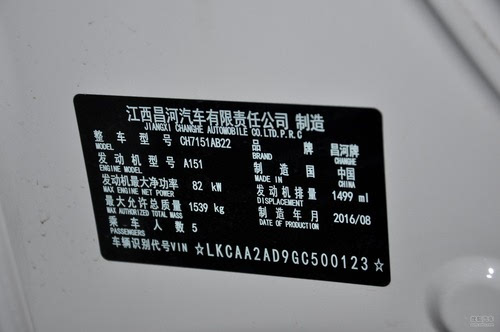 江西昌河汽车有限责任公司 制造
JIANGXI CHANGHE AUTOMOBILE CO.LTD.P.R.C
整车型号 CH7151AB22 品牌 昌河牌
MODEL BRAND CHANGHE
发动机型号 A151 制造国 中国
ENGINE MODEL MADE IN CHINA
发动机最大净功率 82 kW 发动机排量 1499 ml
MAX ENGINE NET POWER DISPLACEMENT
最大允许总质量 1539 kg 制造年月 2016/08
MAX AUTHORIZED TOTAL MASS
乘车人数 5
PASSENGERS
车辆识别代号VIN ☆LKCAA2AD9GC500123☆